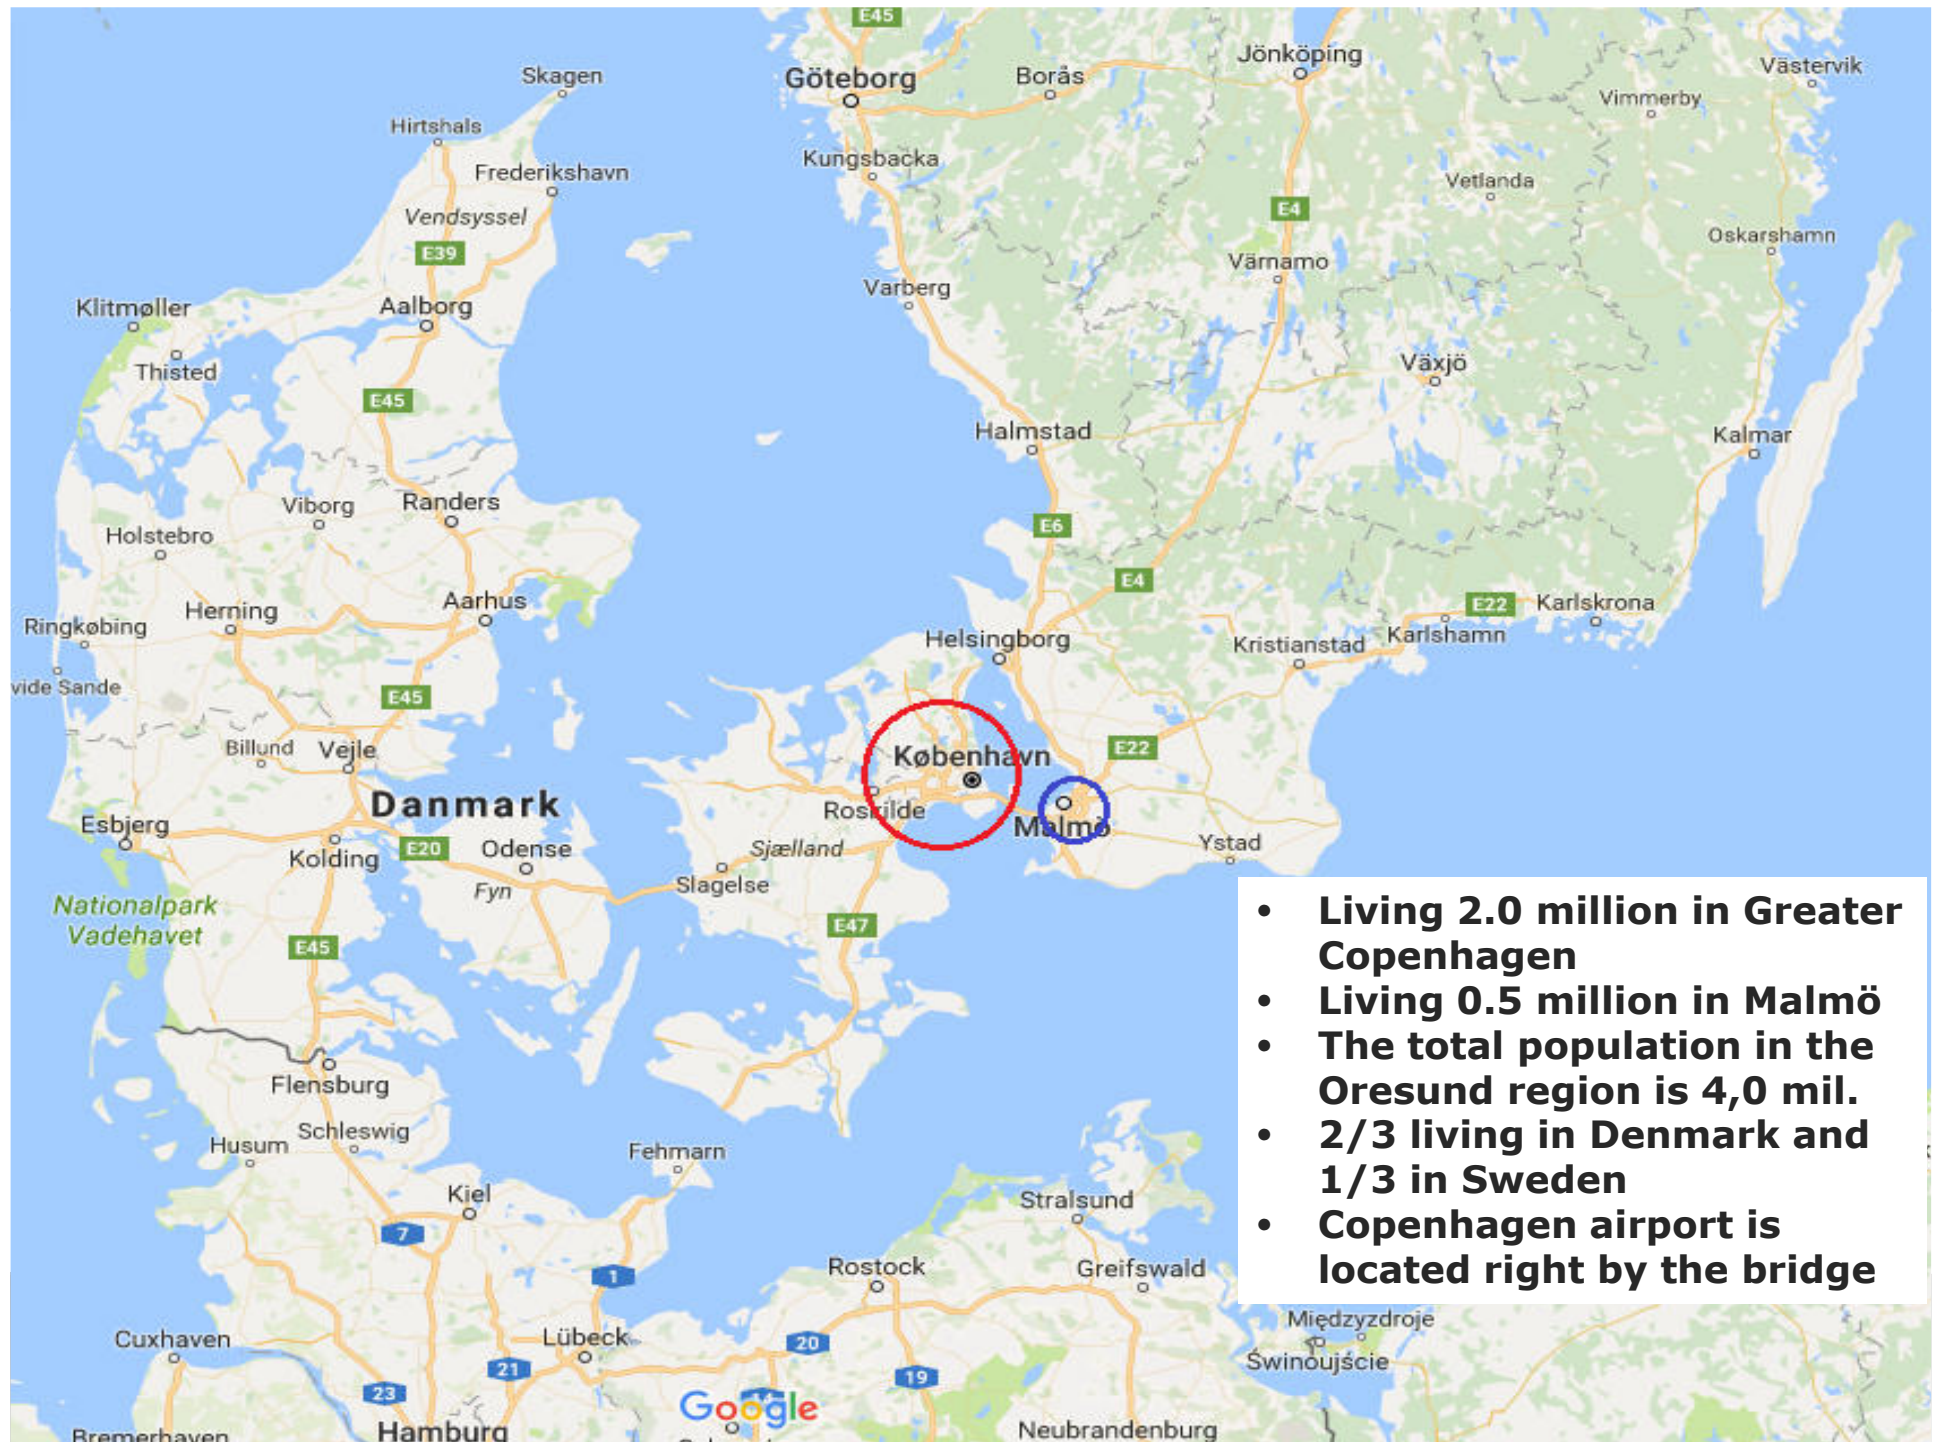 E45
Skagen
Göteborg
Borås
Jönköping
Västervik
Vimmerby
Hirtshals
Kungsbacka
Frederikshavn
Vetlanda
Vendsyssel
E4
Oskarshamn
E39
Värnamo
Varberg
Klitmøller
Aalborg
Thisted
Växjö
E45
Halmstad
Kalmar
Viborg
Randers
E6
Holstebro
E4
Herning
Aarhus
E22
Karlskrona
Ringkøbing
Helsingborg
Kristianstad
Karlshamn
vide Sande
E45
Billund
Vejle
København
E22
Danmark
Roskilde
Malmö
Esbjerg
Kolding
E20
Odense
Sjælland
Ystad
Fyn
Slagelse
Nationalpark
Vadehavet
E45
E47
• Living 2.0 million in Greater
Copenhagen
• Living 0.5 million in Malmö
• The total population in the
Oresund region is 4,0 mil.
• 2/3 living in Denmark and
1/3 in Sweden
• Copenhagen airport is
located right by the bridge
Flensburg
Husum
Schleswig
Fehmarn
Kiel
Stralsund
7
1
Rostock
Greifswald
Międzyzdroje
Cuxhaven
Lübeck
20
Świnoujście
21
19
23
14
Google
Hamburg
Bremerhaven
Neubrandenburg